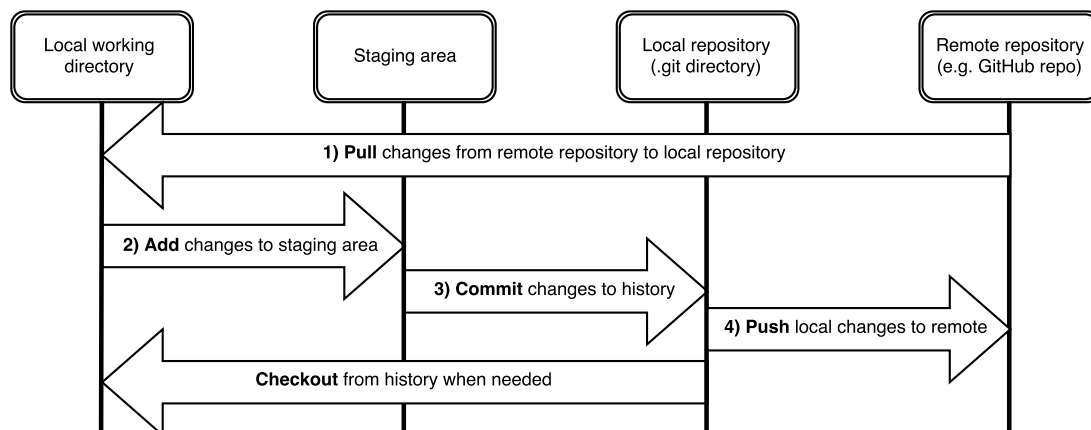 Local working
directory
Staging area
Local repository
(.git directory)
Remote repository
(e.g. GitHub repo)
1) Pull changes from remote repository to local repository
2) Add changes to staging area
3) Commit changes to history
4) Push local changes to remote
Checkout from history when needed